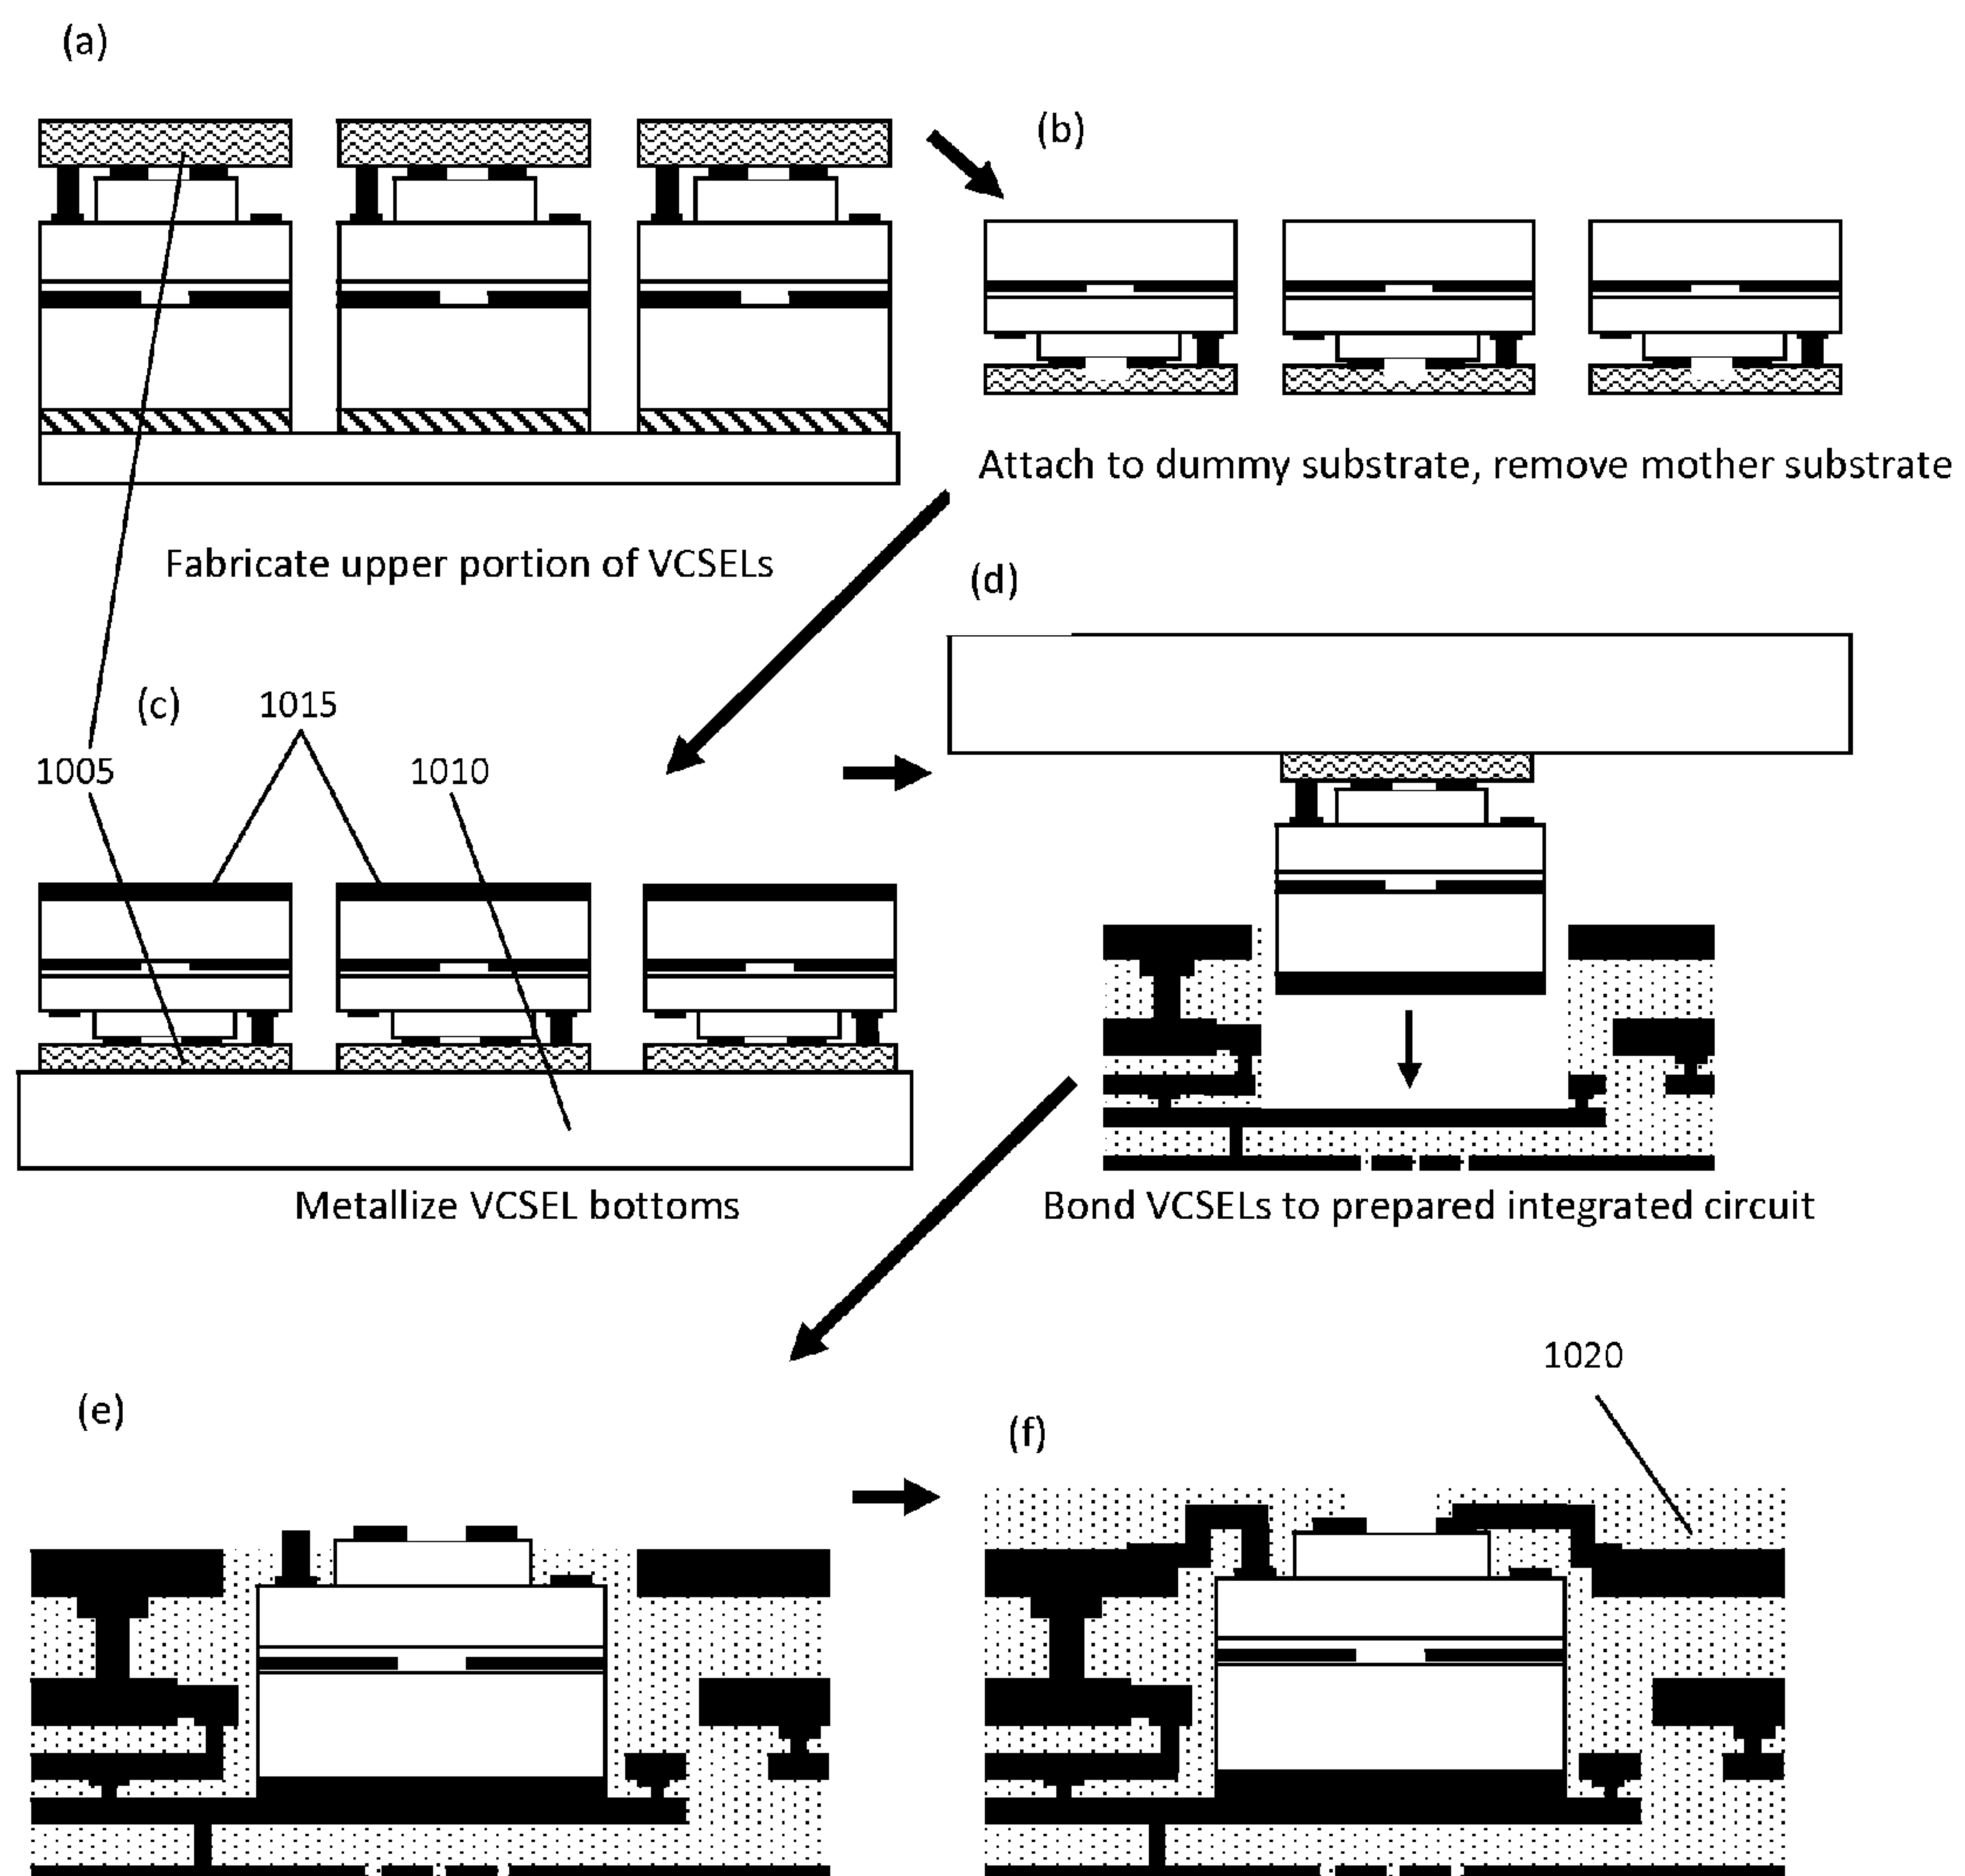 (a)
(b)
Attach to dummy substrate, remove mother substrate
Fabricate upper portion of VCSELs
(d)
(c)
1015
1005
1010
Metallize VCSEL bottoms
Bond VCSELs to prepared integrated circuit
1020
(e)
(f)